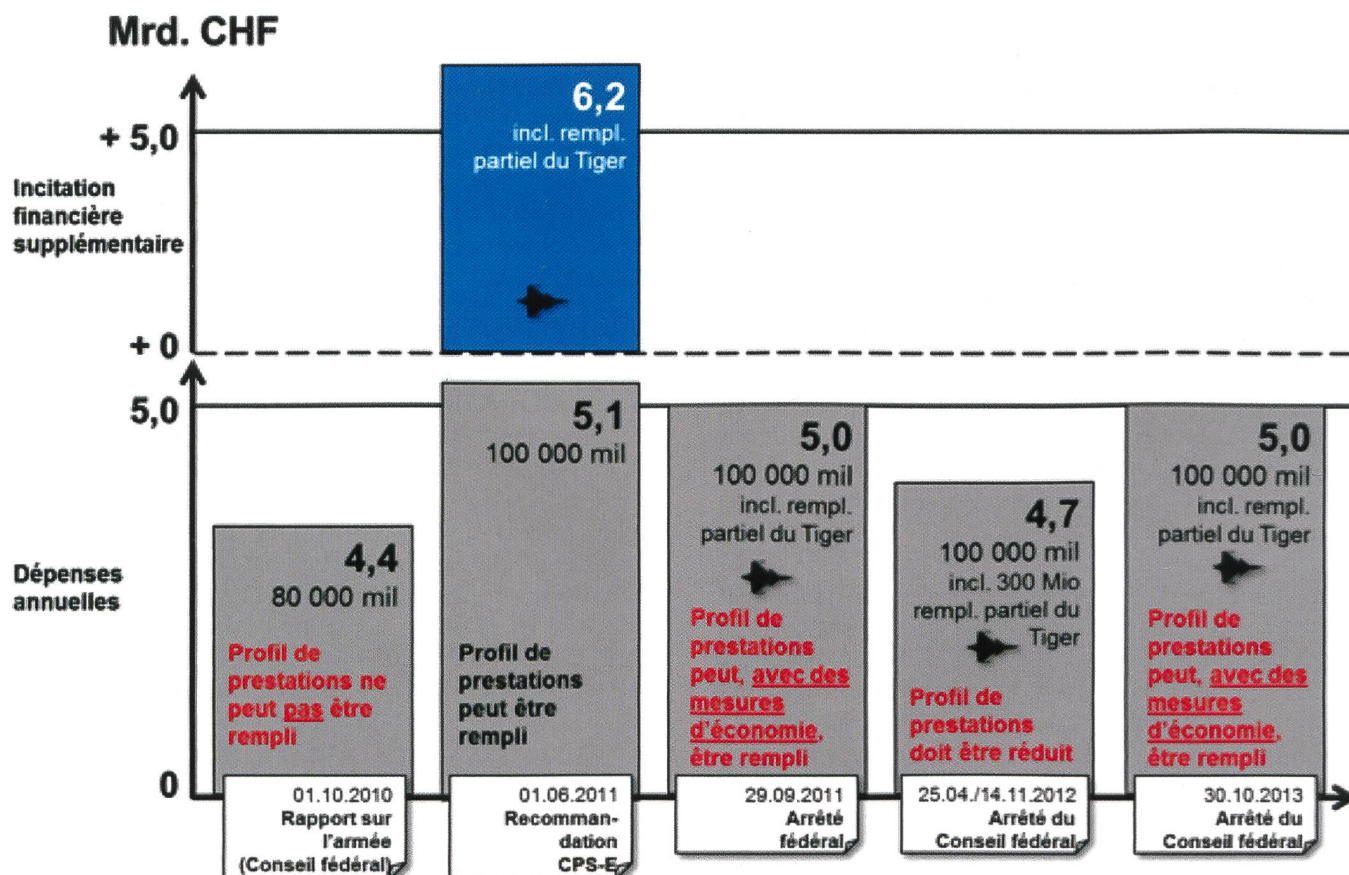 Mrd. CHF
+ 5,0
Incitation
financière
supplémentaire
+ 0
6,2
incl. rempl.
partiel du Tiger
5,0
Dépenses
annuelles
0
4,4
80 000 mil
Profil de
prestations ne
peut pas être
rempli
5,1
100 000 mil
Profil de
prestations
peut être
rempli
5,0
100 000 mil
incl. rempl.
partiel du Tiger
Profil de
prestations
peut, avec des
mesures
d'économie,
être rempli
4,7
100 000 mil
incl. 300 Mio
rempl. partiel du
Tiger
Profil de
prestations
doit être réduit
5,0
100 000 mil
incl. rempl.
partiel du Tiger
Profil de
prestations
peut, avec des
mesures
d'économie,
être rempli
01.10.2010
Rapport sur
l'armée
(Conseil fédéral)
01.06.2011
Recomman-
dation
CPS-E
29.09.2011
Arrêté
fédéral
25.04./14.11.2012
Arrêté du
Conseil fédéral
30.10.2013
Arrêté du
Conseil fédéral